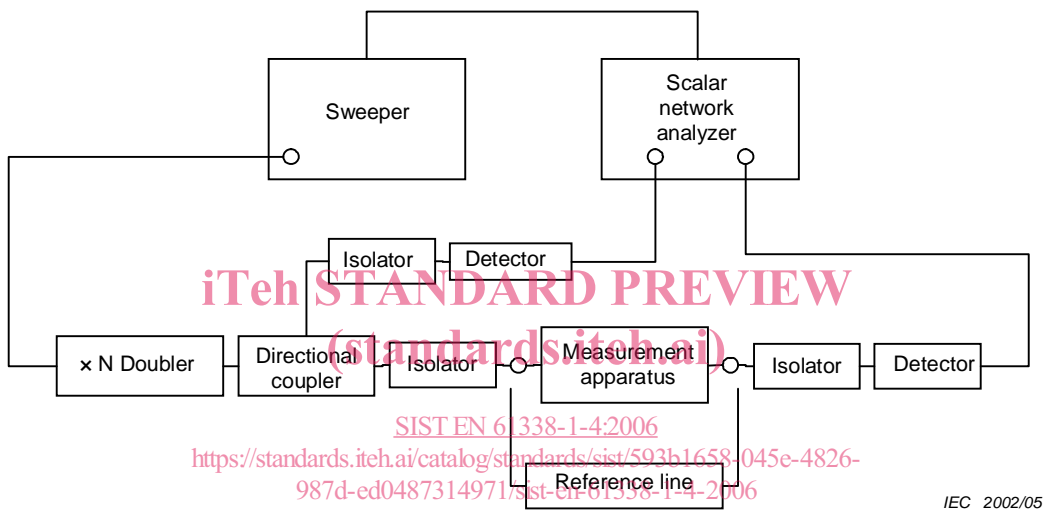 Sweeper
Scalar
network
analyzer
Isolator
Detector
iTeh STANDARD PREVIEW
(standards.iteh.ai)
× N Doubler
Directional
coupler
Isolator
Measurement
apparatus
Isolator
Detector
SIST EN 61338-1-4:2006
https://standards.iteh.ai/catalog/standards/sist/593b1658-045e-4826-
987d-ed0487314971/sist-en-61338-1-4-2006
Reference line
IEC 2002/05